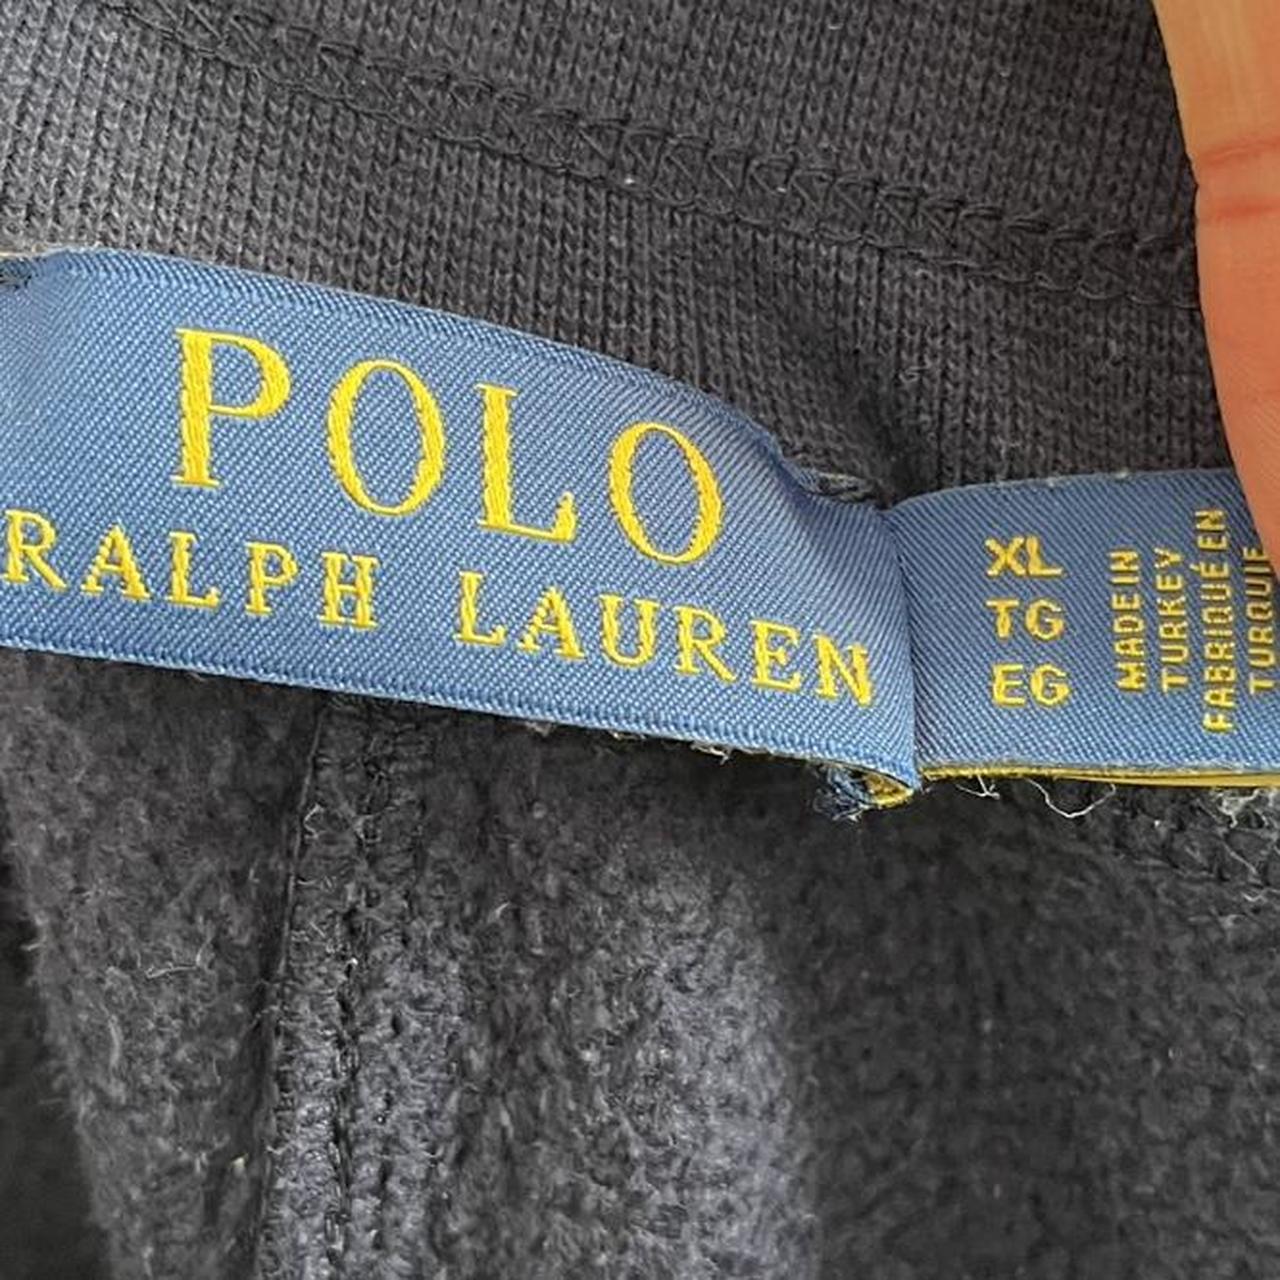 POLO
RALPH LAUREN
XL
TG
EG
MADE IN
TURKEY
FABRIQUÉ EN
TURQUIE